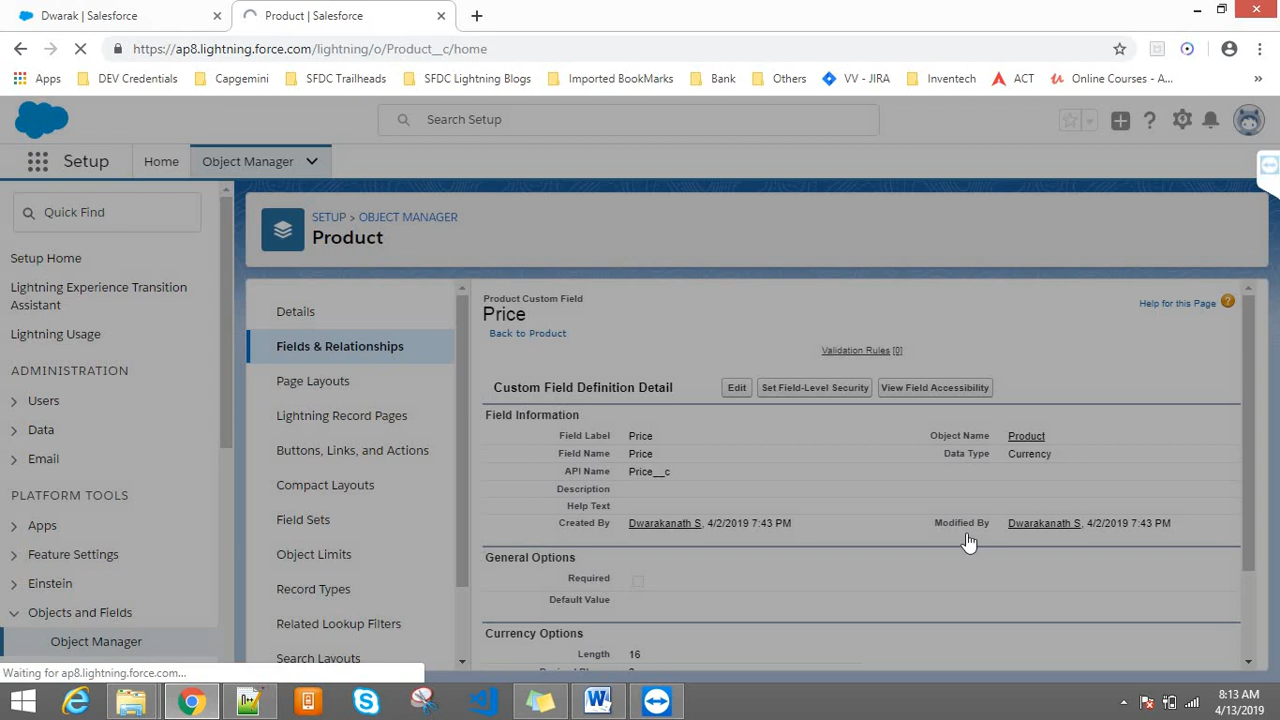 Dwarak | Salesforce
Product | Salesforce
https://ap8.lightning.force.com/lightning/o/Product__c/home
Apps DEV Credentials Capgemini SFDC Trailheads SFDC Lightning Blogs Imported BookMarks Bank Others VV - JIRA Inventech ACT Online Courses - A... »
Search Setup
Setup Home Object Manager
Quick Find
Setup Home
Lightning Experience Transition
Assistant
Lightning Usage
ADMINISTRATION
Users
Data
Email
PLATFORM TOOLS
Apps
Feature Settings
Einstein
Objects and Fields
Object Manager
SETUP > OBJECT MANAGER
Product
Details
Fields & Relationships
Page Layouts
Lightning Record Pages
Buttons, Links, and Actions
Compact Layouts
Field Sets
Object Limits
Record Types
Related Lookup Filters
Search Layouts
Product Custom Field
Price
Back to Product
Help for this Page ?
Validation Rules [0]
Custom Field Definition Detail Edit Set Field-Level Security View Field Accessibility
Field Information
Field Label Price Object Name Product
Field Name Price Data Type Currency
API Name Price__c
Description
Help Text
Created By Dwarakanath S, 4/2/2019 7:43 PM Modified By Dwarakanath S, 4/2/2019 7:43 PM
General Options
Required
Default Value
Currency Options
Length 16
Waiting for ap8.lightning.force.com...
8:13 AM
4/13/2019